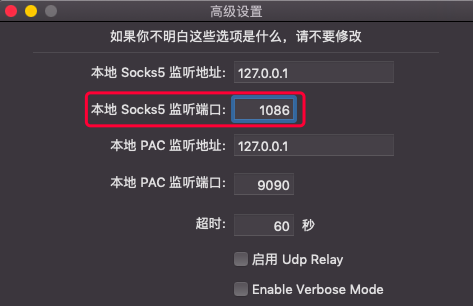 高级设置
如果你不明白这些选项是什么，请不要修改
本地 Socks5 监听地址: 127.0.0.1
本地 Socks5 监听端口: 1086
本地 PAC 监听地址: 127.0.0.1
本地 PAC 监听端口: 9090
超时: 60 秒
启用 Udp Relay
Enable Verbose Mode